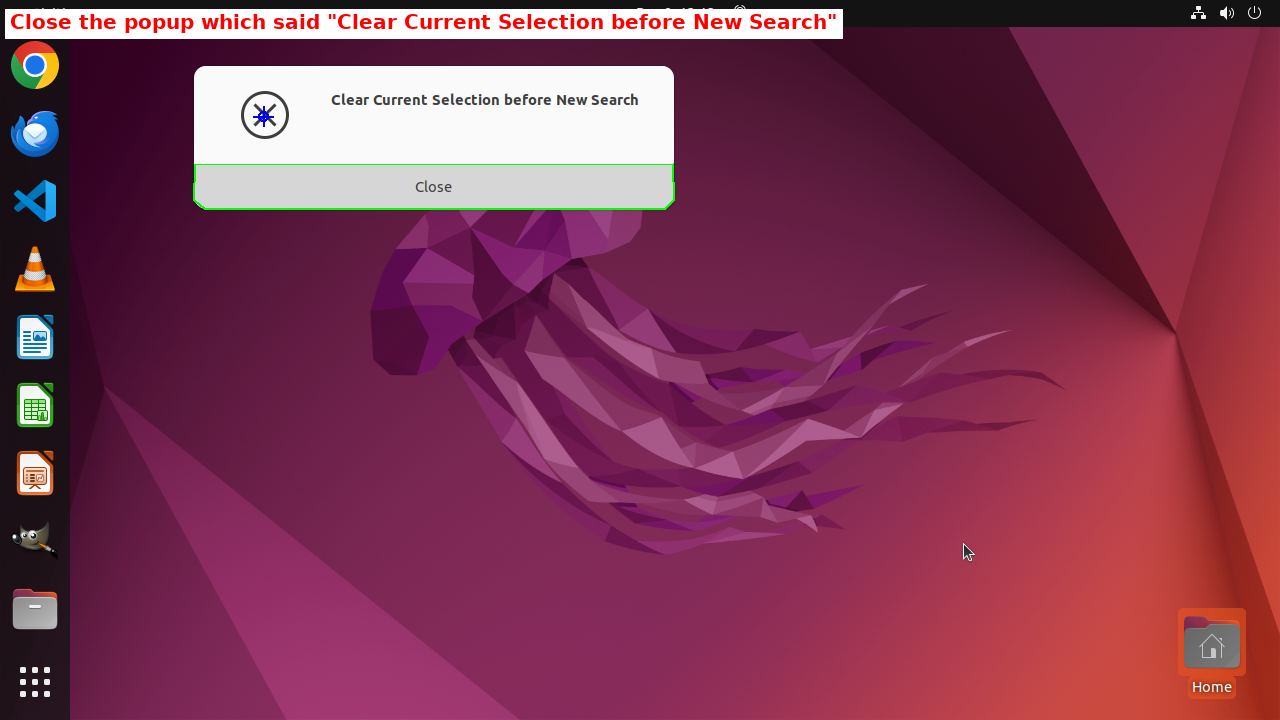 Close the popup which said "Clear Current Selection before New Search"
Clear Current Selection before New Search
Close
Home